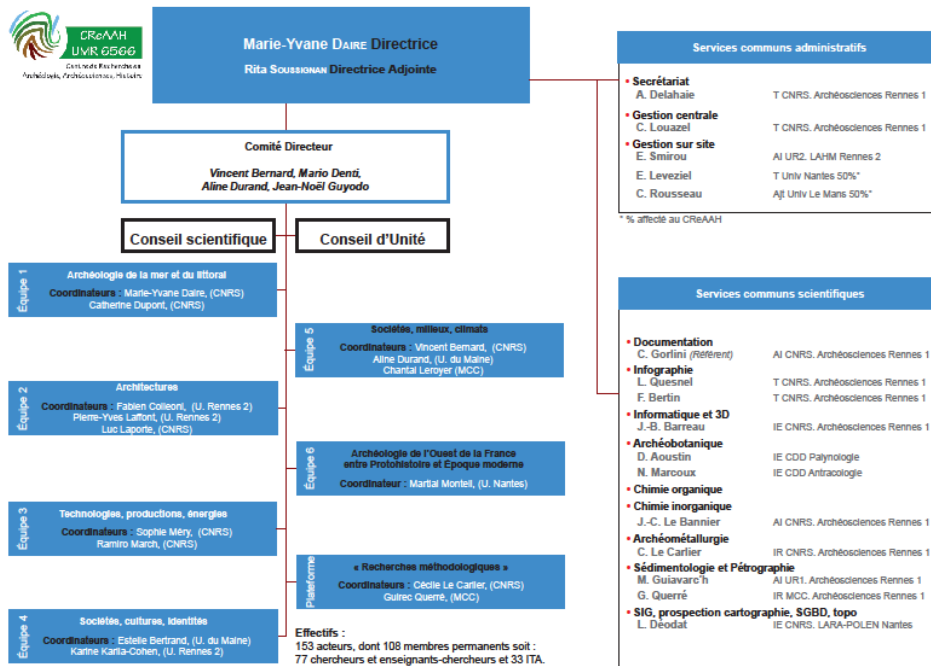 CReAAH
UMR 6566
Centre de Recherche en
Archéologie, Archéosciences, Histoire
Marie-Yvane DAIRE Directrice
Rita SOUSSIGNAN Directrice Adjointe
Comité Directeur
Vincent Bernard, Mario Denti,
Aline Durand, Jean-Noël Guyodo
Conseil scientifique
Conseil d'Unité
Équipe 1
Archéologie de la mer et du littoral
Coordinateurs : Marie-Yvane Daire, (CNRS)
Catherine Dupont, (CNRS)
Équipe 5
Sociétés, milieux, climats
Coordinateurs : Vincent Bernard, (CNRS)
Aline Durand, (U. du Maine)
Chantal Leroyer (MCC)
Équipe 2
Architectures
Coordinateurs : Fabien Colleoni, (U. Rennes 2)
Pierre-Yves Laffont, (U. Rennes 2)
Luc Laporte, (CNRS)
Équipe 6
Archéologie de l'Ouest de la France
entre Protohistoire et Époque moderne
Coordinateur : Martial Monteil, (U. Nantes)
Équipe 3
Technologies, productions, énergies
Coordinateurs : Sophie Méry, (CNRS)
Ramiro March, (CNRS)
Plateforme
« Recherches méthodologiques »
Coordinateurs : Cécile Le Carlier, (CNRS)
Guirec Querré, (MCC)
Équipe 4
Sociétés, cultures, identités
Coordinateurs : Estelle Bertrand, (U. du Maine)
Karine Karila-Cohen, (U. Rennes 2)
Effectifs :
153 acteurs, dont 108 membres permanents soit :
77 chercheurs et enseignants-chercheurs et 33 ITA.
Services communs administratifs
• Secrétariat
A. Delahaie T CNRS. Archéosciences Rennes 1
• Gestion centrale
C. Louazel T CNRS. Archéosciences Rennes 1
• Gestion sur site
E. Smirou AI UR2. LAHM Rennes 2
E. Leveziel T Univ Nantes 50%*
C. Rousseau Ajt Univ Le Mans 50%*
* % affecté au CReAAH
Services communs scientifiques
• Documentation
C. Gorlini (Référent) AI CNRS. Archéosciences Rennes 1
• Infographie
L. Quesnel T CNRS. Archéosciences Rennes 1
F. Bertin T CNRS. Archéosciences Rennes 1
• Informatique et 3D
J.-B. Barreau IE CNRS. Archéosciences Rennes 1
• Archéobotanique
D. Aoustin IE CDD Palynologie
N. Marcoux IE CDD Antracologie
• Chimie organique
• Chimie inorganique
J.-C. Le Bannier AI CNRS. Archéosciences Rennes 1
• Archéométallurgie
C. Le Carlier IR CNRS. Archéosciences Rennes 1
• Sédimentologie et Pétrographie
M. Guiavarc'h AI UR1. Archéosciences Rennes 1
G. Querré IR MCC. Archéosciences Rennes 1
• SIG, prospection cartographie, SGBD, topo
L. Déodat IE CNRS. LARA-POLEN Nantes